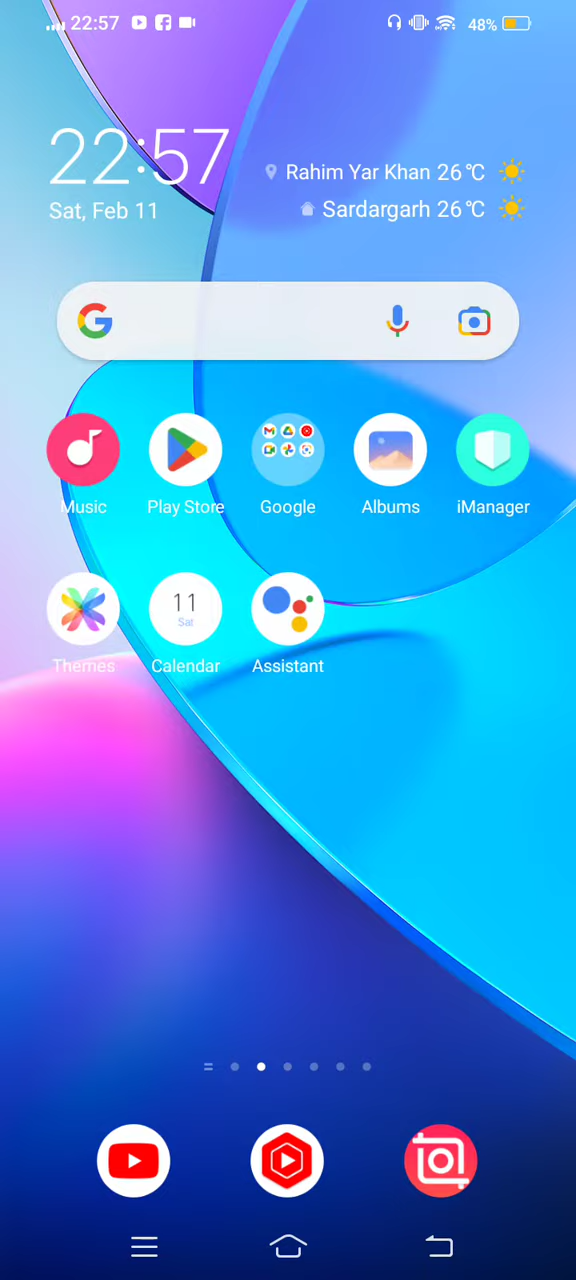 22:57
48%
22:57
Sat, Feb 11
Rahim Yar Khan 26℃
Sardargarh 26℃
Music
Play Store
Google
Albums
iManager
11
Sat
Themes
Calendar
Assistant